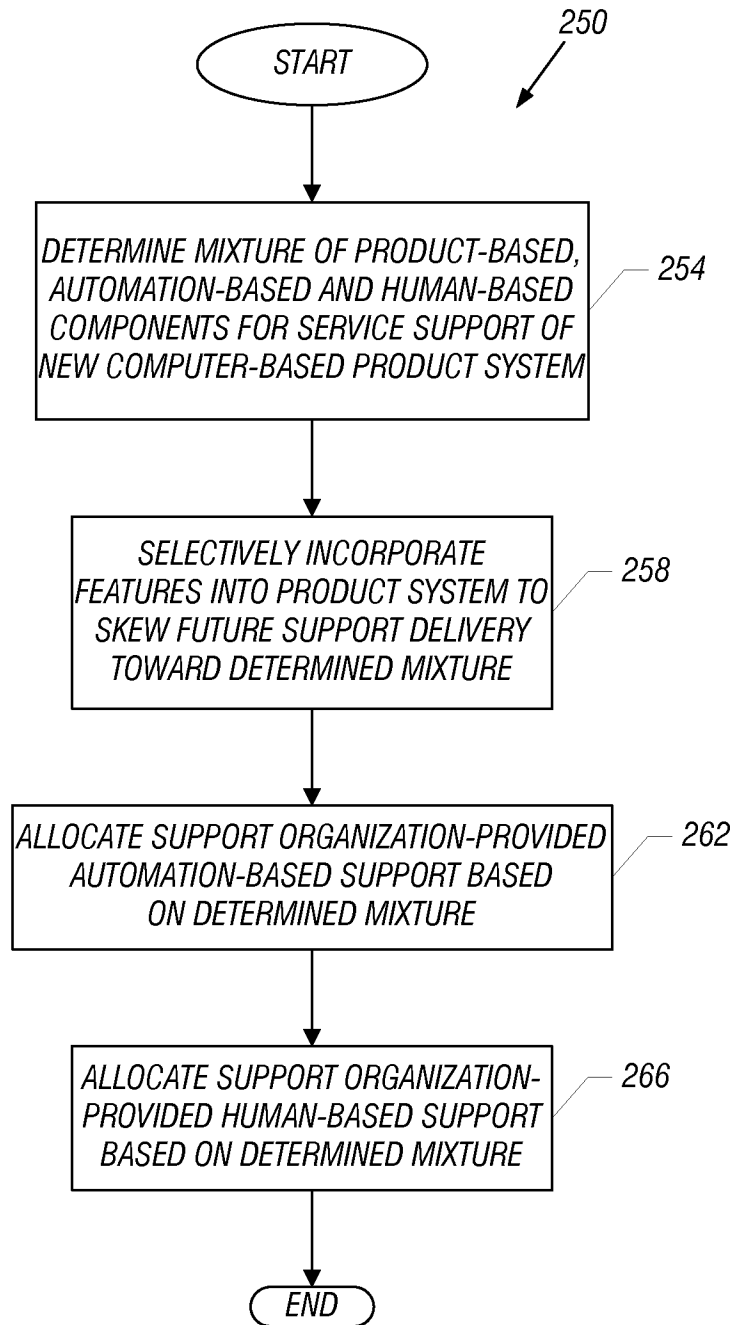 START
250
DETERMINE MIXTURE OF PRODUCT-BASED,
AUTOMATION-BASED AND HUMAN-BASED
COMPONENTS FOR SERVICE SUPPORT OF
NEW COMPUTER-BASED PRODUCT SYSTEM
254
SELECTIVELY INCORPORATE
FEATURES INTO PRODUCT SYSTEM TO
SKEW FUTURE SUPPORT DELIVERY
TOWARD DETERMINED MIXTURE
258
ALLOCATE SUPPORT ORGANIZATION-PROVIDED
AUTOMATION-BASED SUPPORT BASED
ON DETERMINED MIXTURE
262
ALLOCATE SUPPORT ORGANIZATION-
PROVIDED HUMAN-BASED SUPPORT
BASED ON DETERMINED MIXTURE
266
END